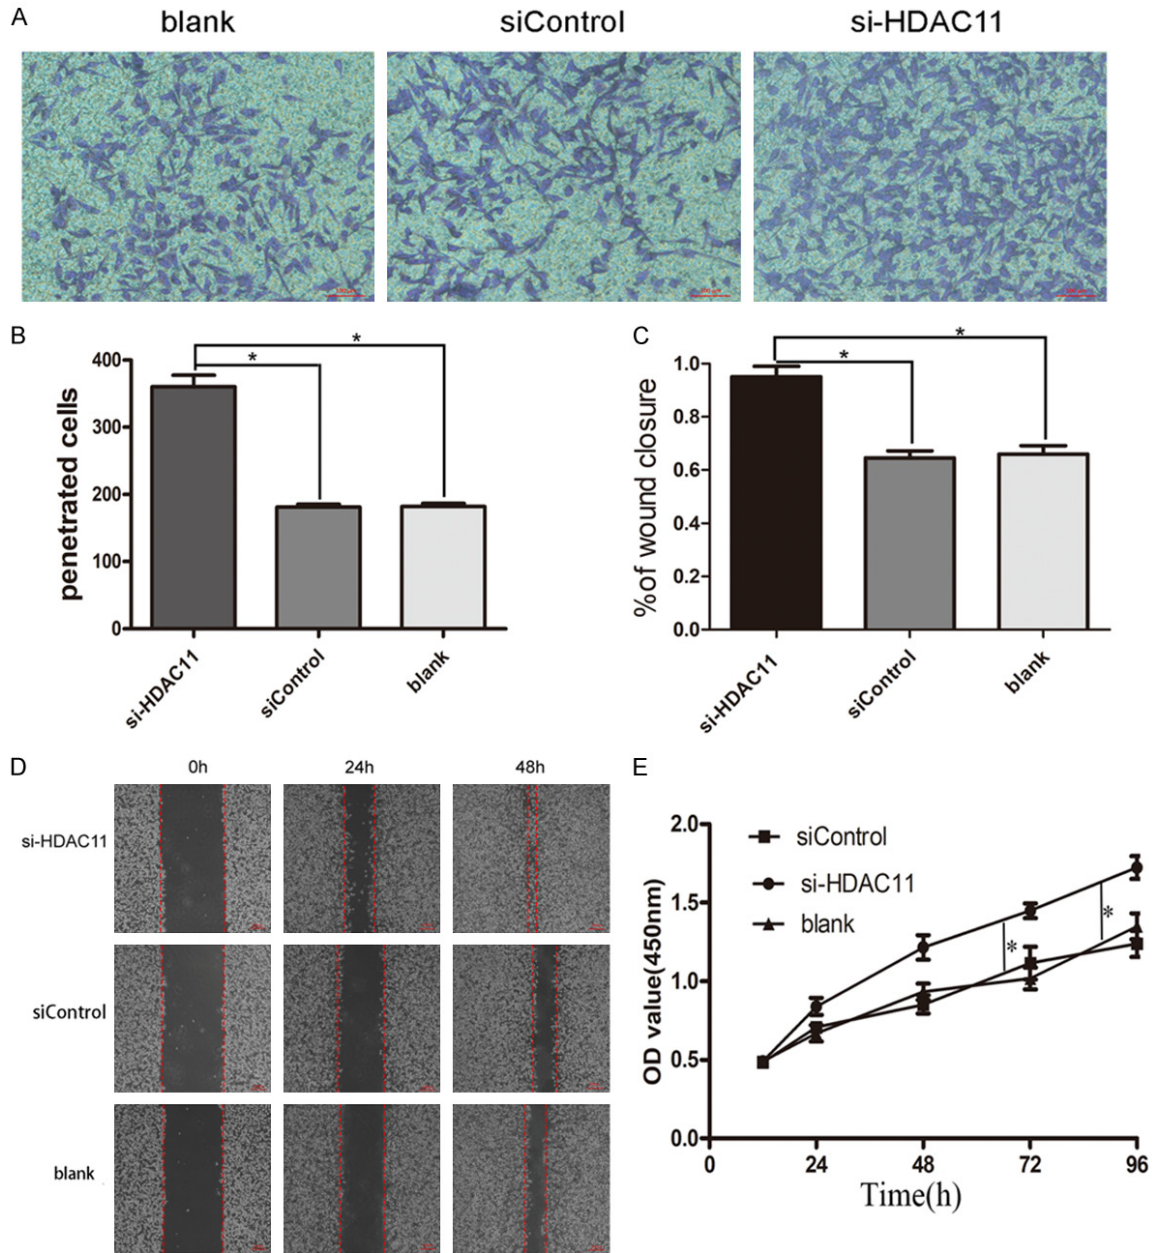 A
blank
siControl
si-HDAC11
B
400
300
200
100
0
penetrated cells
*
*
si-HDAC11
siControl
blank
C
1.0
0.8
0.6
0.4
0.2
0.0
%of wound closure
*
*
si-HDAC11
siControl
blank
D
0h
24h
48h
si-HDAC11
siControl
blank
E
2.0
1.5
1.0
0.5
0.0
OD value(450nm)
siControl
si-HDAC11
blank
*
*
0
24
48
72
96
Time(h)